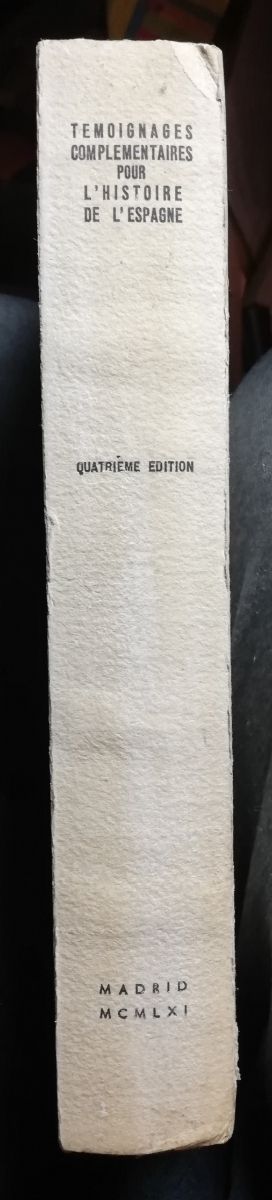 TEMOIGNAGES
COMPLEMENTAIRES
POUR
L'HISTOIRE
DE L'ESPAGNE
QUATRIÈME EDITION
MADRID
MCMLXI